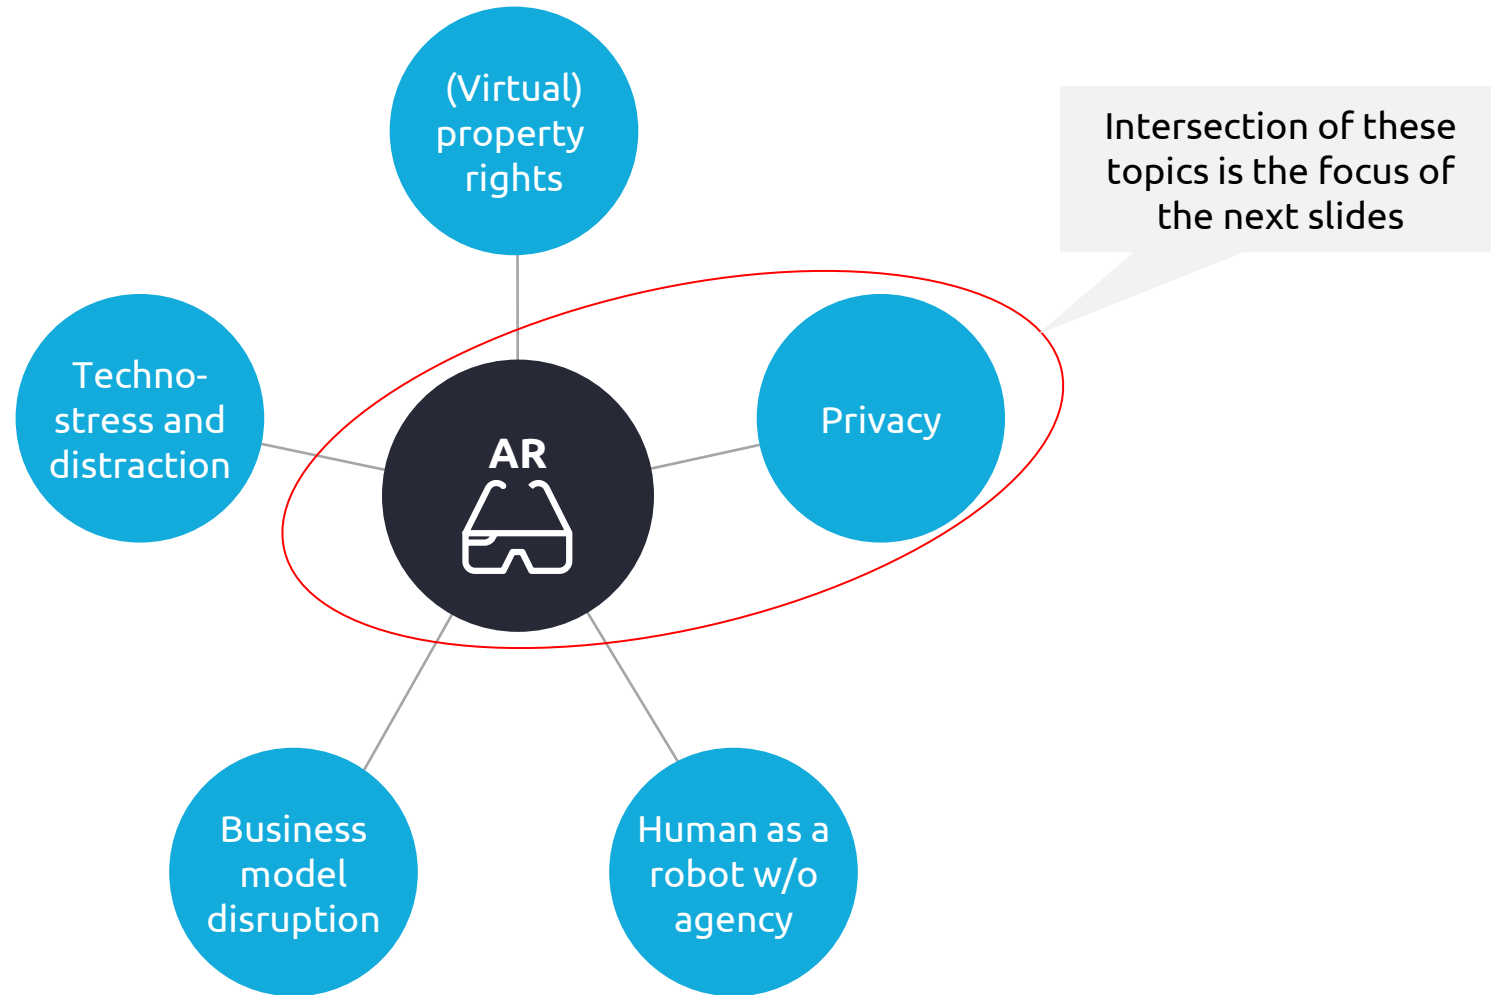 (Virtual)
property
rights
Intersection of these
topics is the focus of
the next slides
Techno-
stress and
distraction
AR
Privacy
Business
model
disruption
Human as a
robot w/o
agency